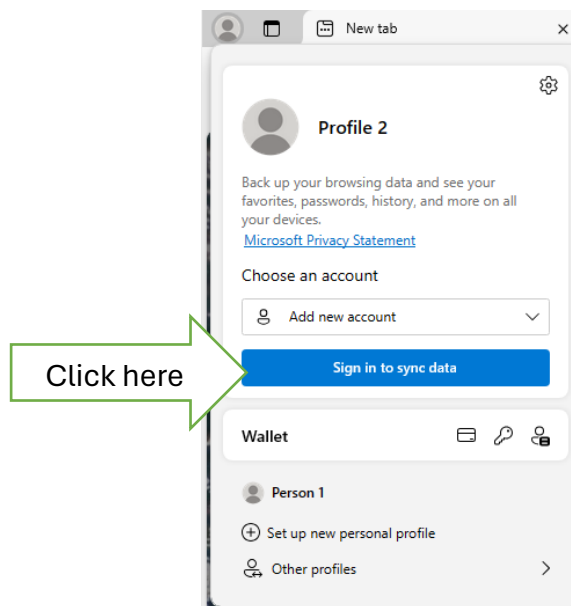 New tab
Profile 2
Back up your browsing data and see your
favorites, passwords, history, and more on all
your devices.
Microsoft Privacy Statement
Choose an account
Add new account
Click here
Sign in to sync data
Wallet
Person 1
Set up new personal profile
Other profiles